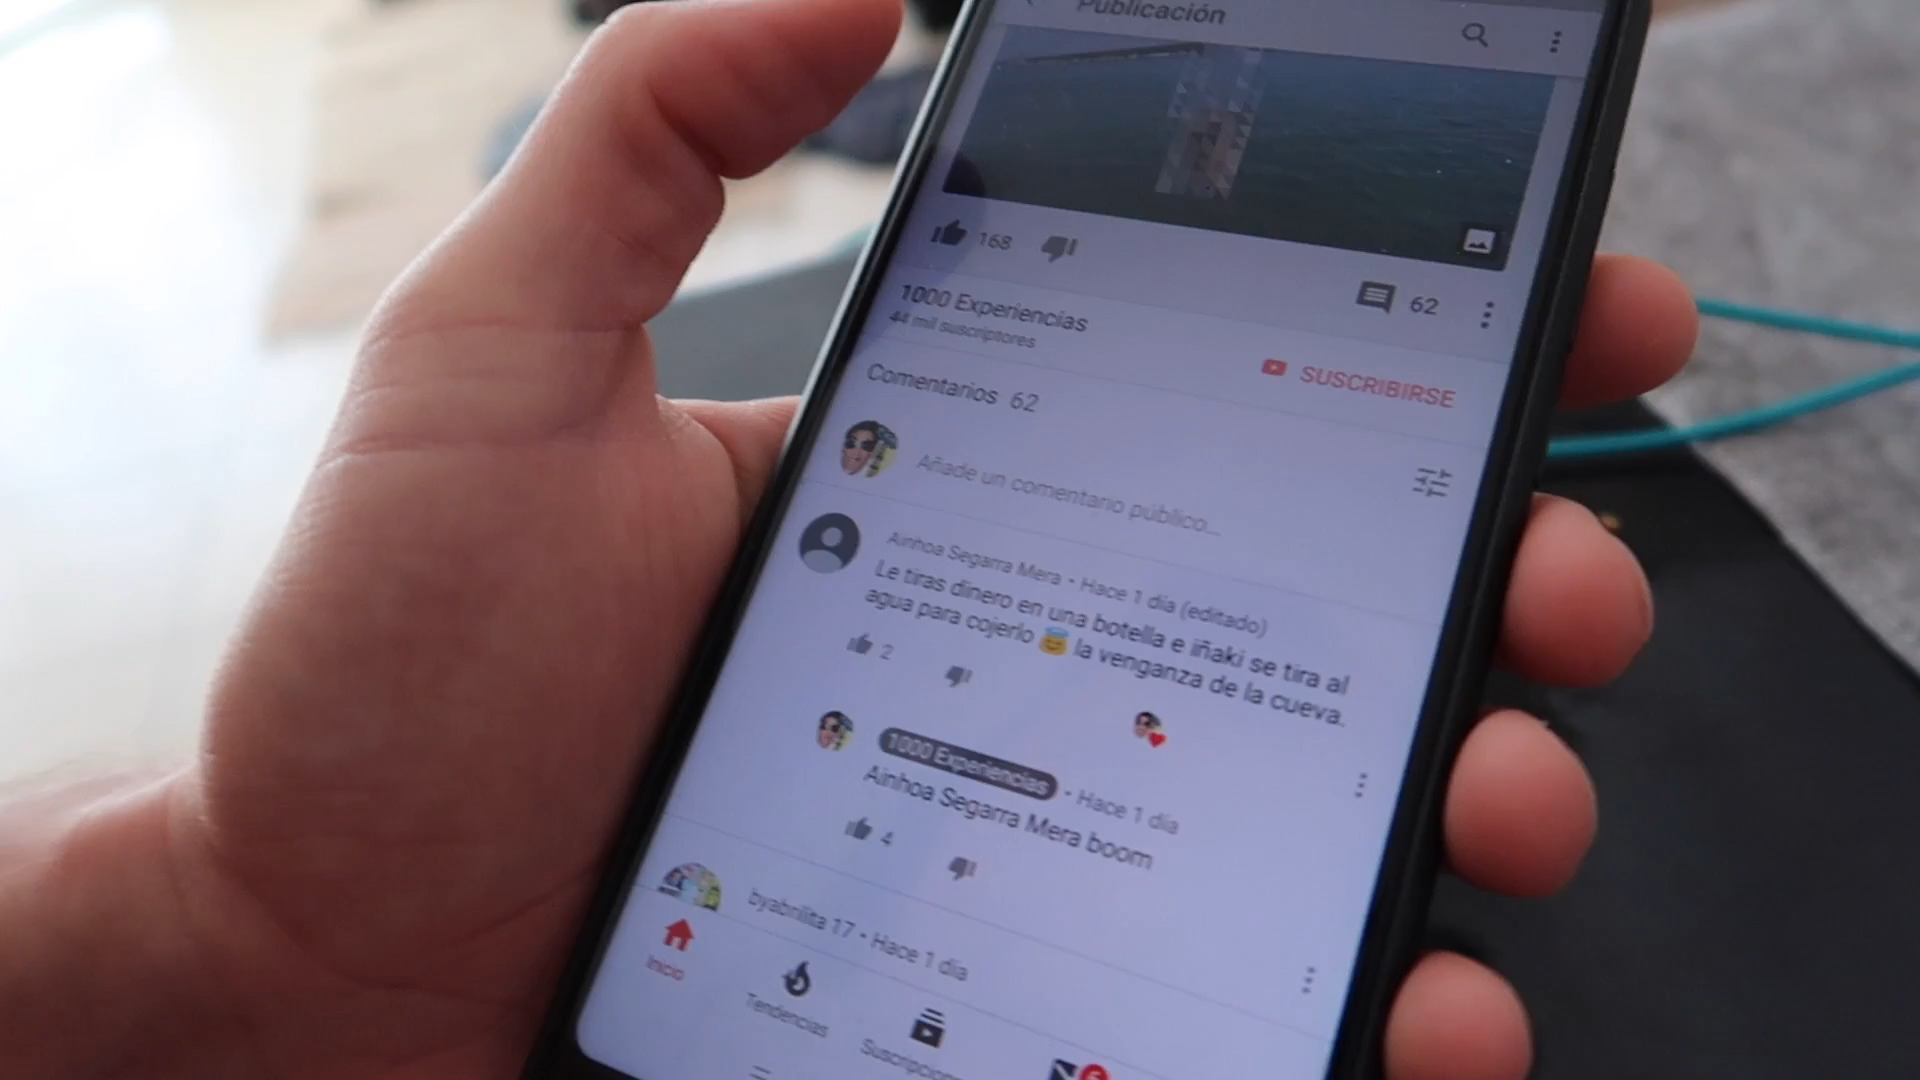 Publicación
168
62
1000 Experiencias
44 mil suscriptores
SUSCRIBIRSE
Comentarios 62
Añade un comentario público...
Ainhoa Segarra Mera • Hace 1 día (editado)
Le tiras dinero en una botella e iñaki se tira al
agua para cojerlo 😇 la venganza de la cueva.
2
1000 Experiencias • Hace 1 día
Ainhoa Segarra Mera boom
4
byabrilita 17 • Hace 1 día
Inicio
Tendencias